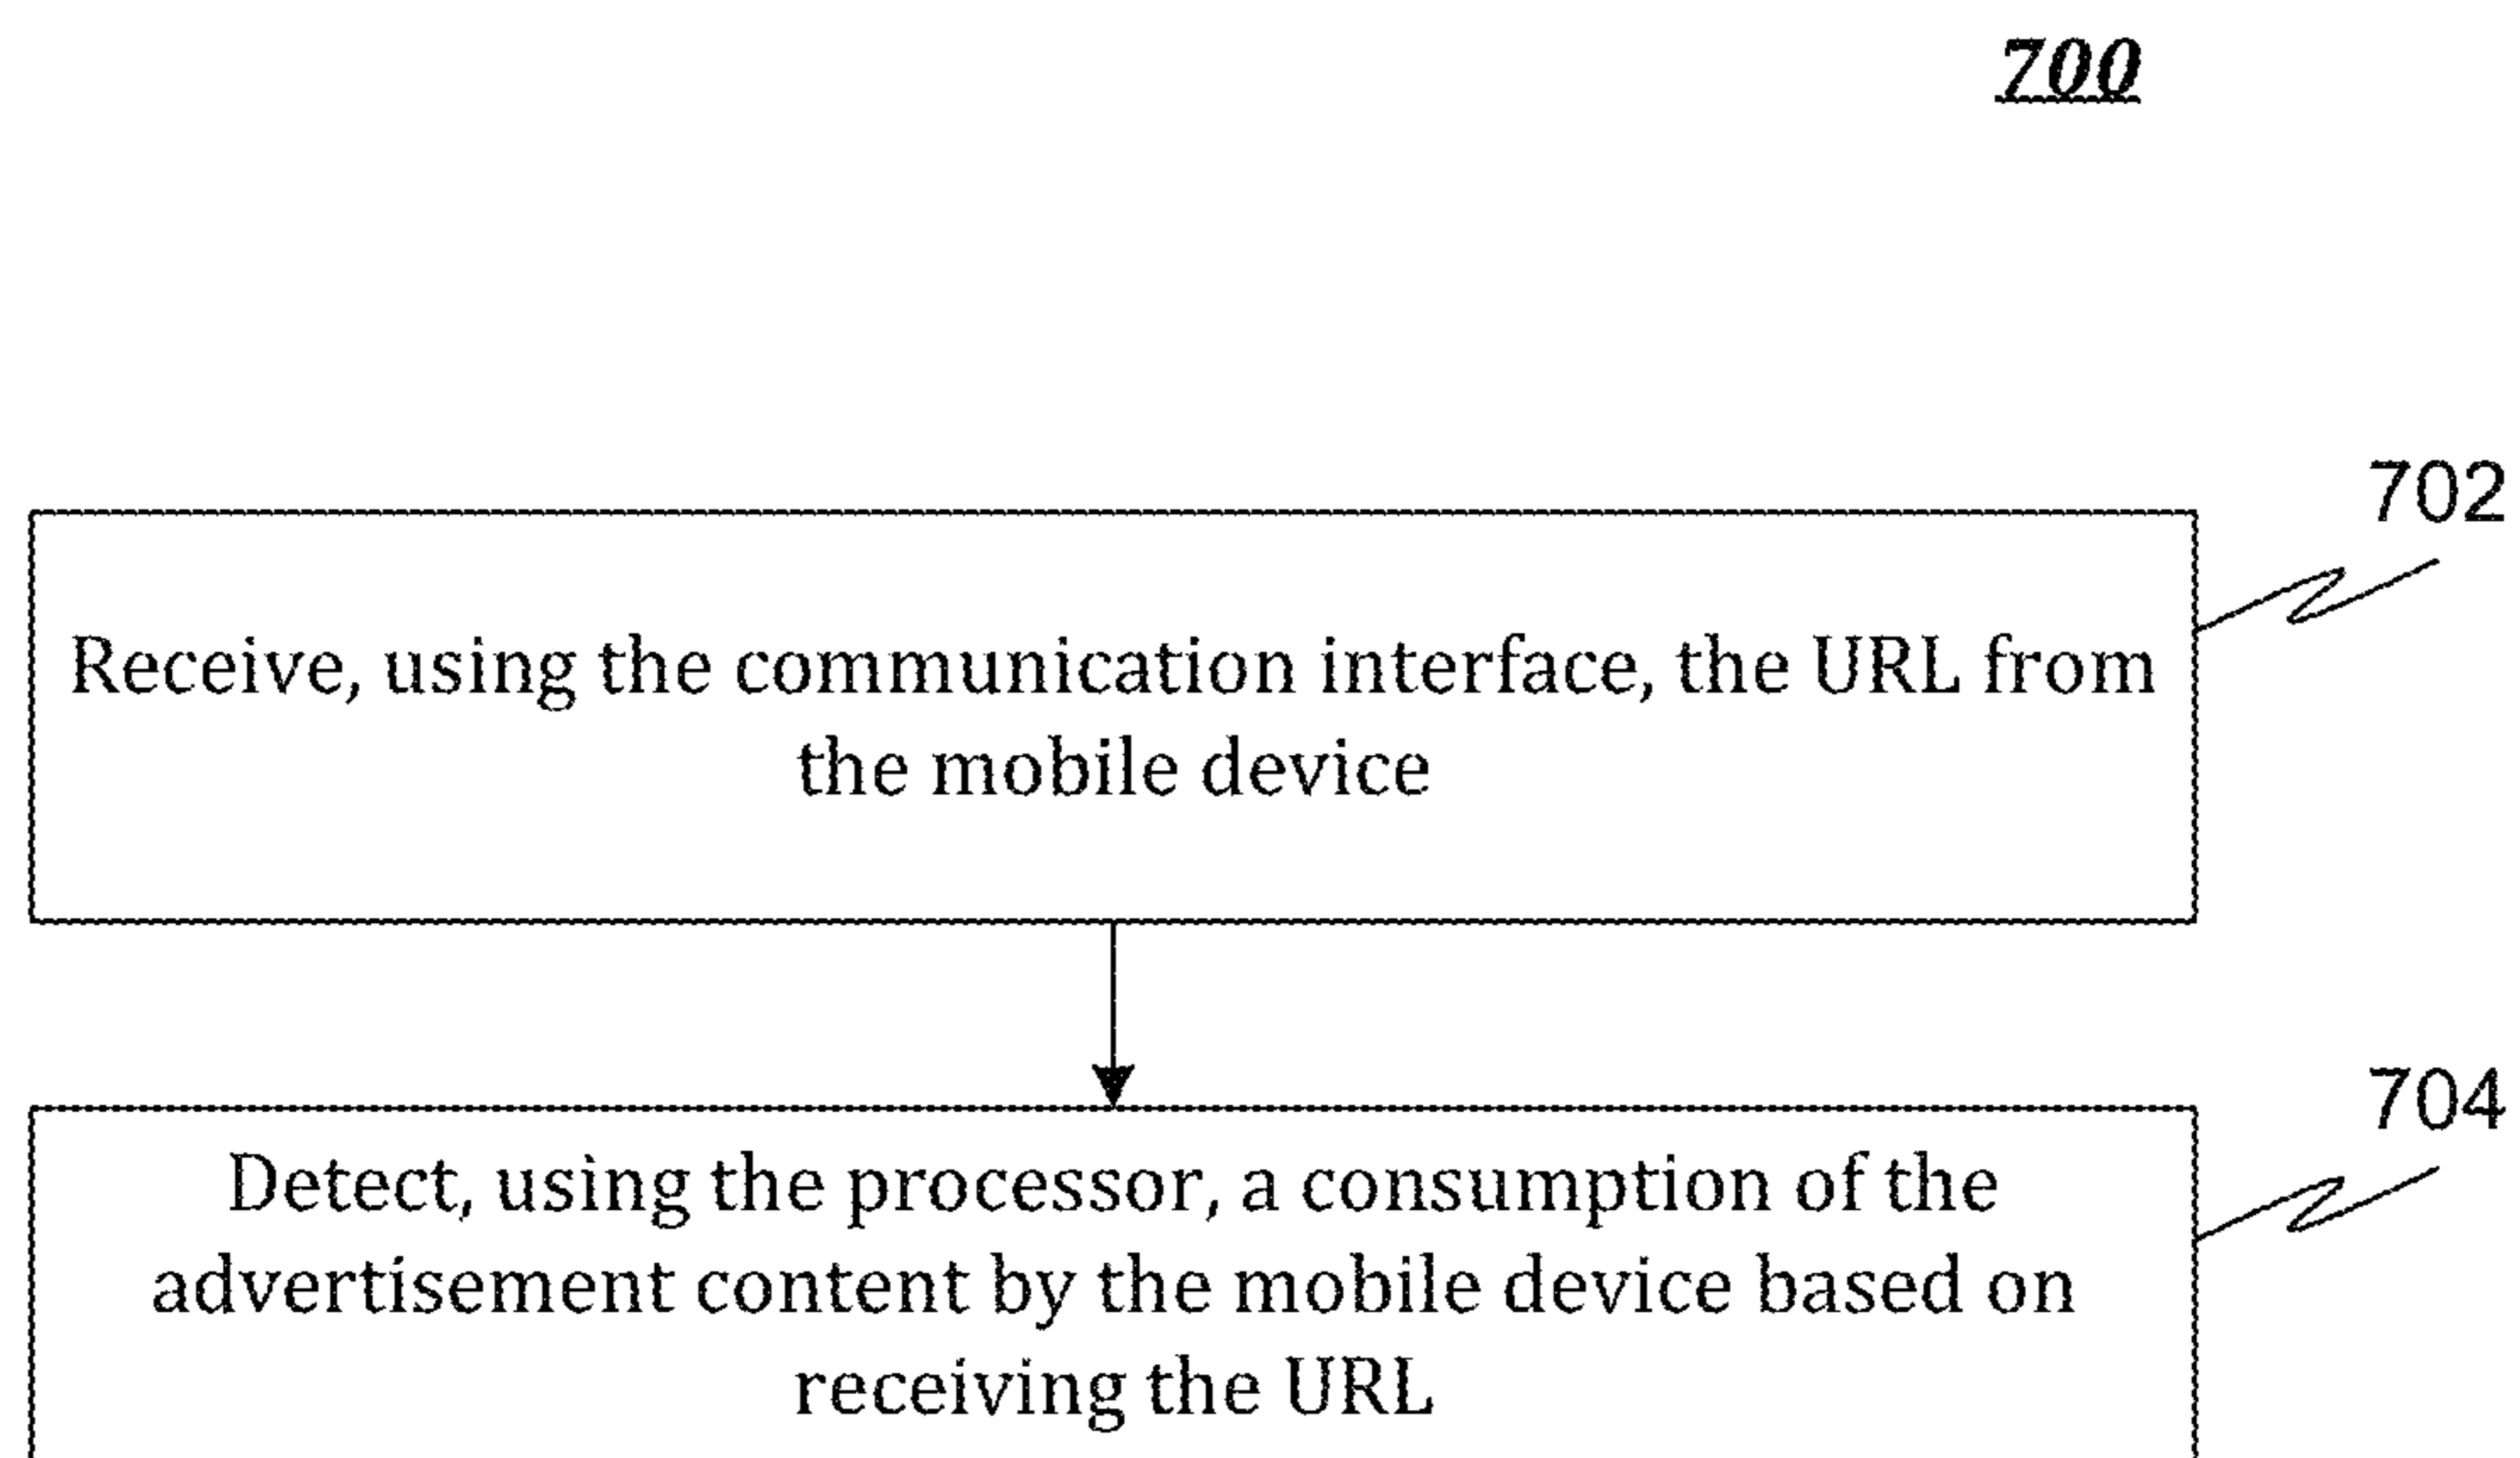 700
702
Receive, using the communication interface, the URL from
the mobile device
704
Detect, using the processor, a consumption of the
advertisement content by the mobile device based on
receiving the URL